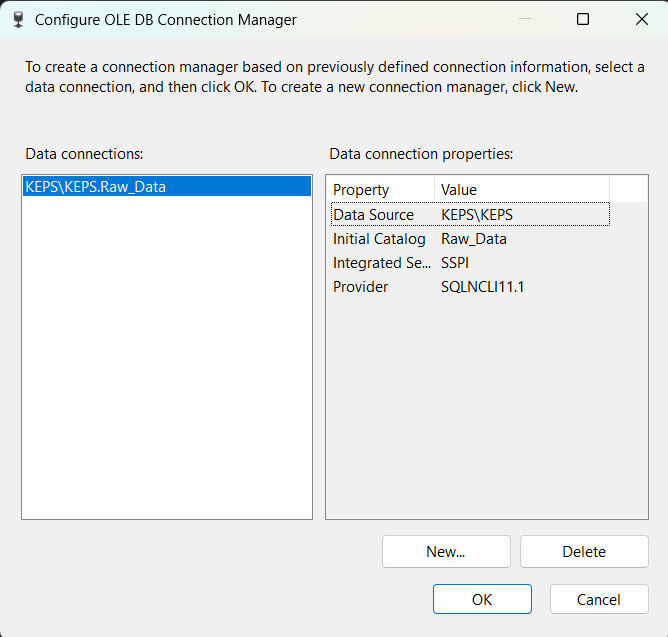 Configure OLE DB Connection Manager
To create a connection manager based on previously defined connection information, select a
data connection, and then click OK. To create a new connection manager, click New.
Data connections:
Data connection properties:
KEPS\KEPS.Raw_Data
Property Value
Data Source KEPS\KEPS
Initial Catalog Raw_Data
Integrated Se... SSPI
Provider SQLNCLI11.1
New... Delete
OK Cancel